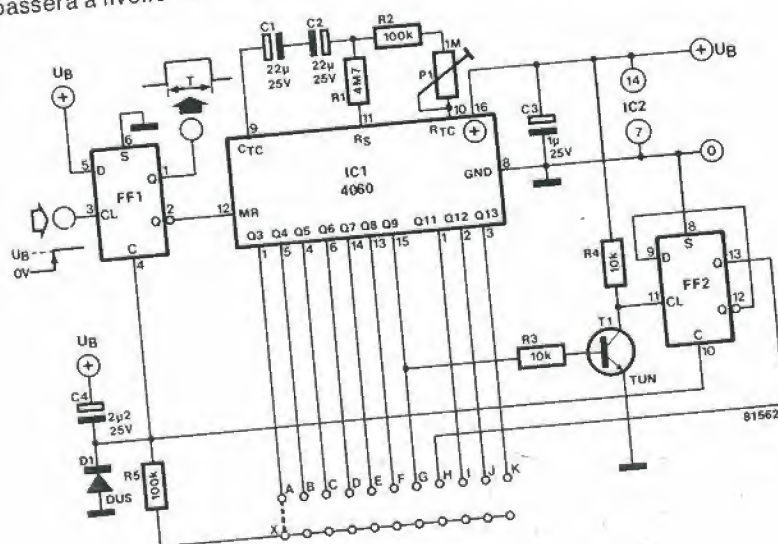 passerà a livello
C1
C2
R2
100k
1M
UB
UB
22µ
25V
22µ
25V
R1
4M7
P1
T
14
IC2
7
C3
1µ
25V
0
9
11
10
16
CTC
RS
RTC
IC1
4060
GND
8
6
S
5
D
Q
1
FF1
3
CL
Q
2
12
MR
C
4
UB
0V
Q3
Q4
Q5
Q6
Q7
Q8
Q9
Q11
Q12
Q13
1
5
4
6
14
13
15
1
2
3
R4
10k
8
S
9
D
Q
13
FF2
11
CL
Q
12
C
10
T1
R3
10k
TUN
UB
C4
2µ2
25V
81562
D1
DUS
R5
100k
A
B
C
D
E
F
G
H
I
J
K
X